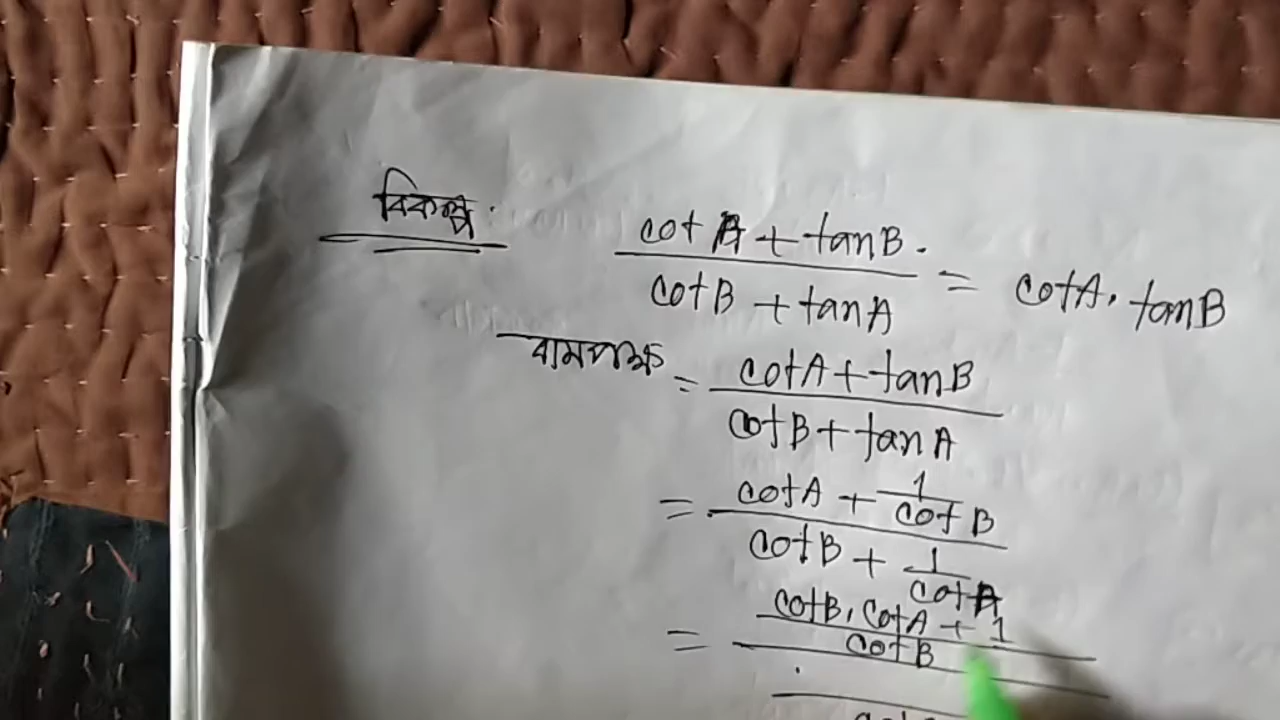 বিকল্প :
cot A + tan B. / cot B + tan A = cot A. tan B
বামপক্ষ = cot A + tan B / cot B + tan A
= cot A + 1/cot B / cot B + 1/cot A
= cot B. cot A + 1 / cot B